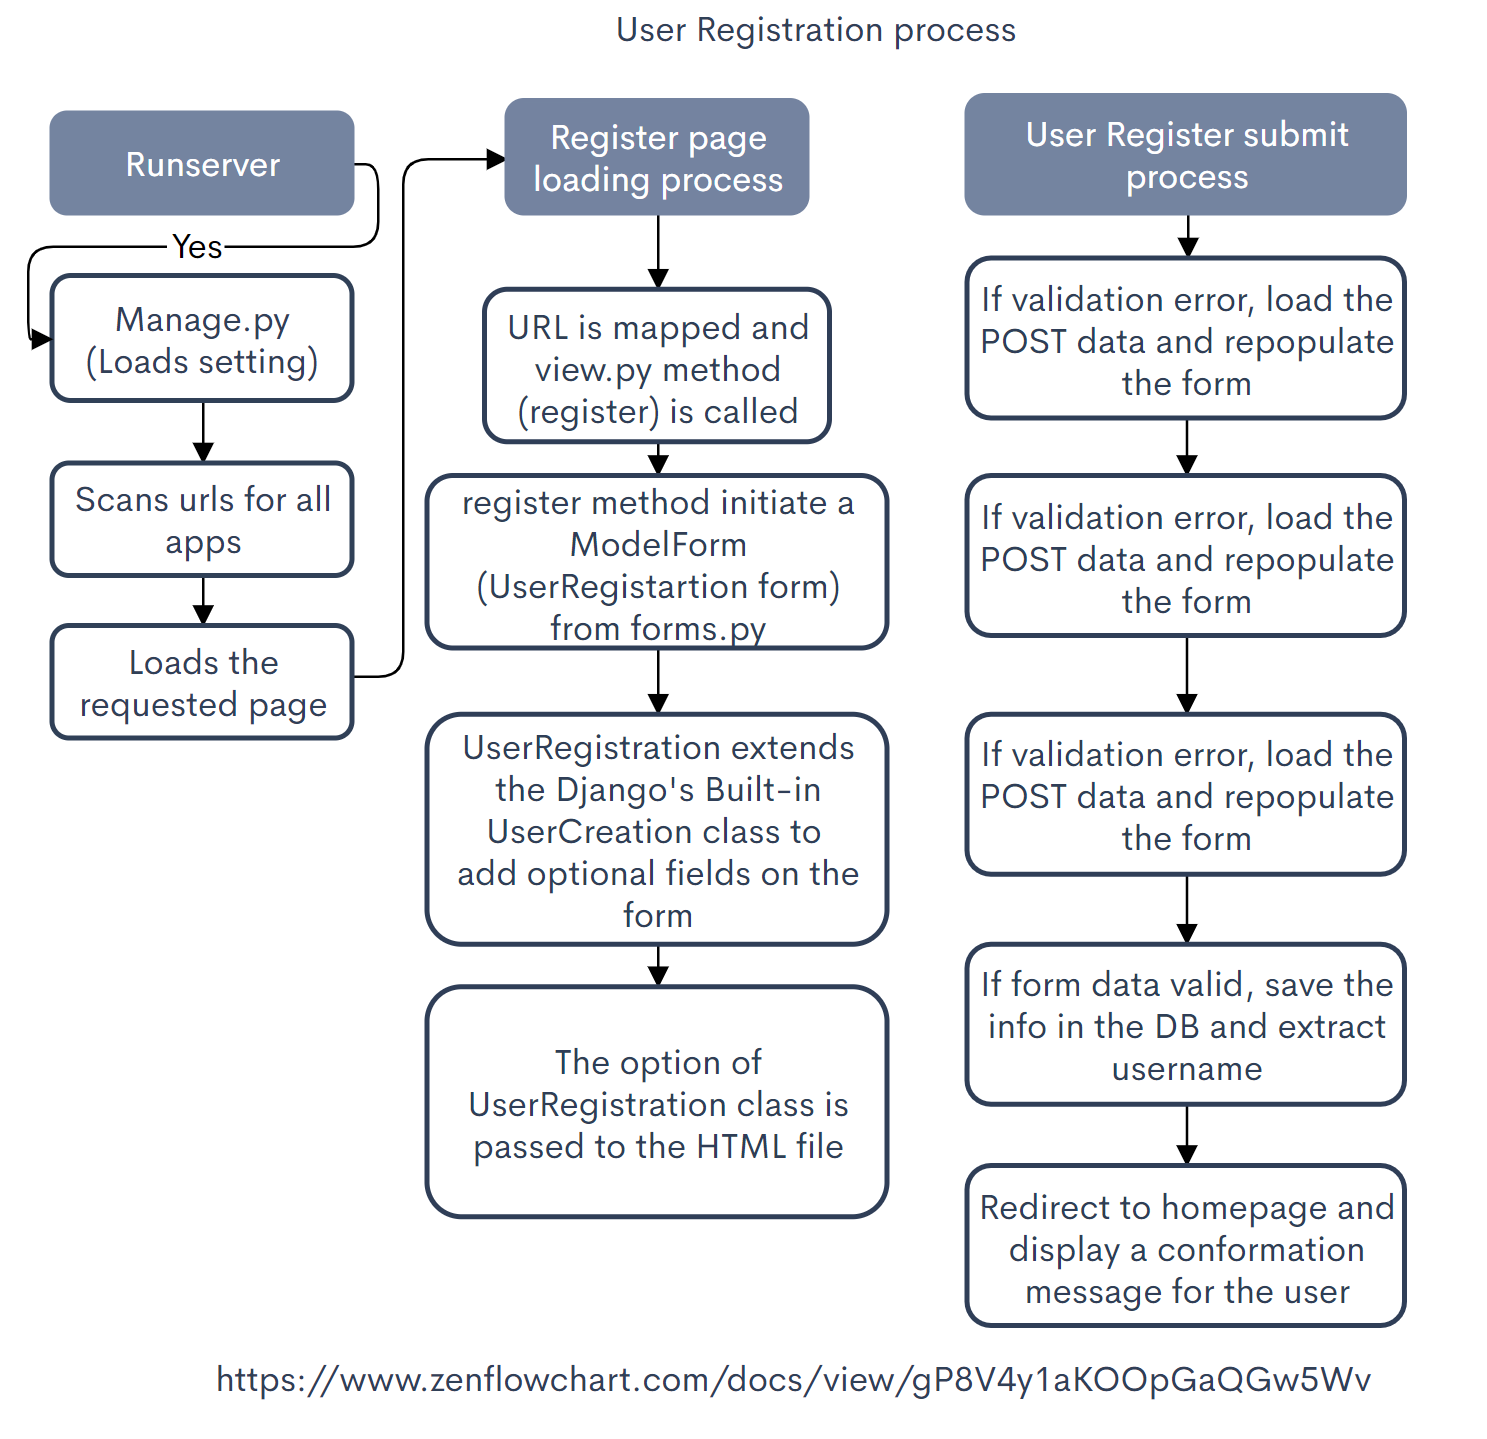 User Registration process
Runserver
Yes
Manage.py
(Loads setting)
Scans urls for all
apps
Loads the
requested page
Register page
loading process
URL is mapped and
view.py method
(register) is called
register method initiate a
ModelForm
(UserRegistartion form)
from forms.py
UserRegistration extends
the Django's Built-in
UserCreation class to
add optional fields on the
form
The option of
UserRegistration class is
passed to the HTML file
User Register submit
process
If validation error, load the
POST data and repopulate
the form
If validation error, load the
POST data and repopulate
the form
If validation error, load the
POST data and repopulate
the form
If form data valid, save the
info in the DB and extract
username
Redirect to homepage and
display a conformation
message for the user
https://www.zenflowchart.com/docs/view/gP8V4y1aKOOpGaQGw5Wv